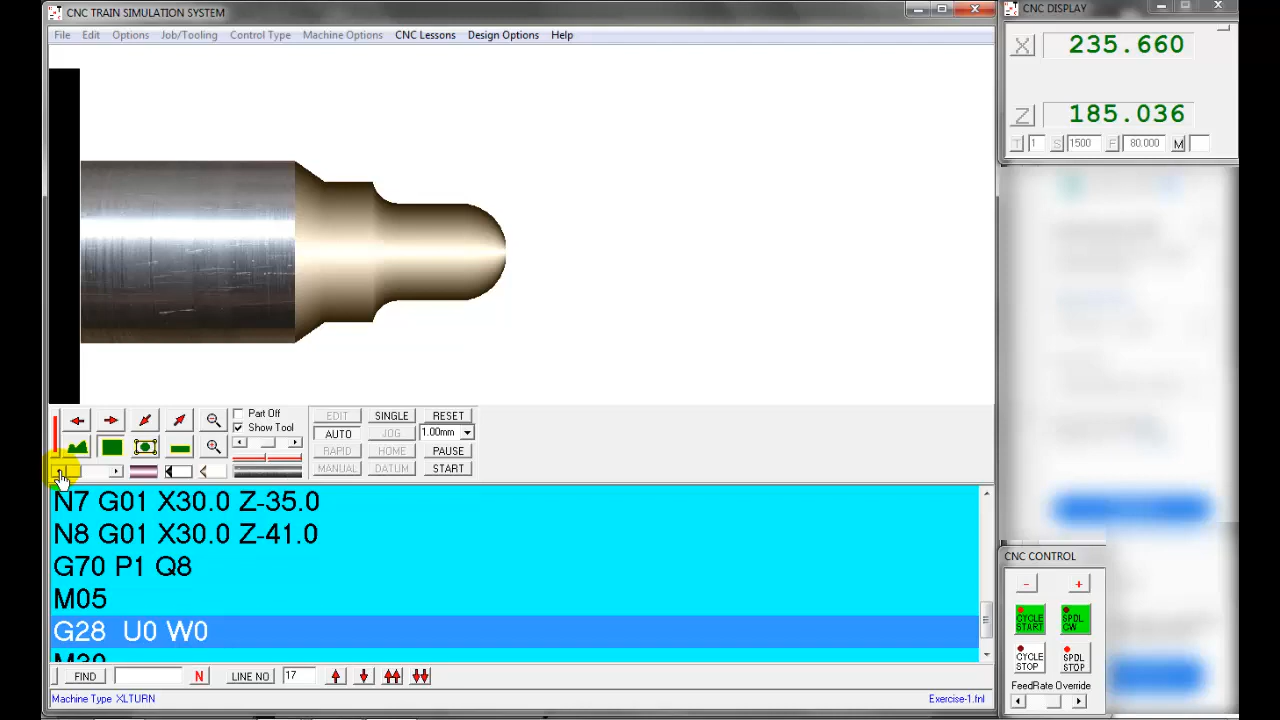 CNC TRAIN SIMULATION SYSTEM
File Edit Options Job/Tooling Control Type Machine Options CNC Lessons Design Options Help
CNC DISPLAY
X 235.660
Z 185.036
T 1 S 1500 F 80.000 M
Part Off
Show Tool
EDIT SINGLE RESET
AUTO JOG 1.00mm
RAPID HOME PAUSE
MANUAL DATUM START
N7 G01 X30.0 Z-35.0
N8 G01 X30.0 Z-41.0
G70 P1 Q8
M05
G28 U0 W0
M30
FIND N LINE NO 17
Machine Type XLTURN
Exercise-1.fnl
CNC CONTROL
- +
CYCLE START
SPDL CW
CYCLE STOP
SPDL STOP
FeedRate Override